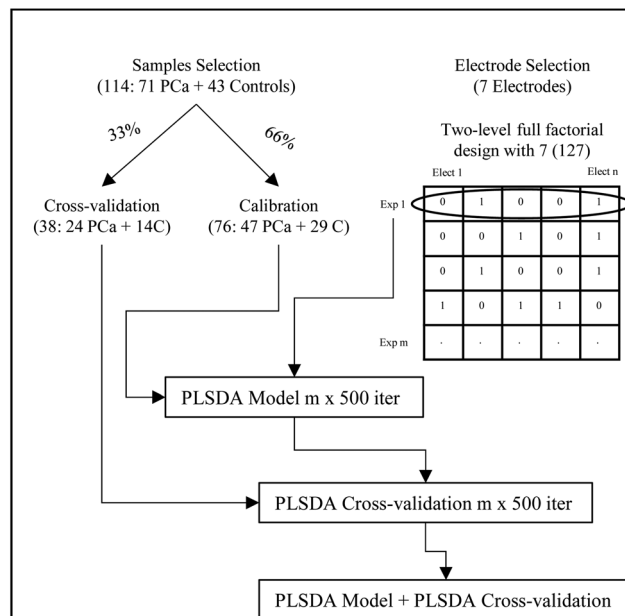 Samples Selection
(114: 71 PCa + 43 Controls)
33%
66%
Cross-validation
(38: 24 PCa + 14C)
Calibration
(76: 47 PCa + 29 C)
Electrode Selection
(7 Electrodes)
Two-level full factorial
design with 7 (127)
Elect 1 Elect n
Exp 1 0 1 0 0 1
0 0 1 0 1
0 1 0 0 1
1 0 1 1 0
Exp m . . . . .
PLSDA Model m x 500 iter
PLSDA Cross-validation m x 500 iter
PLSDA Model + PLSDA Cross-validation